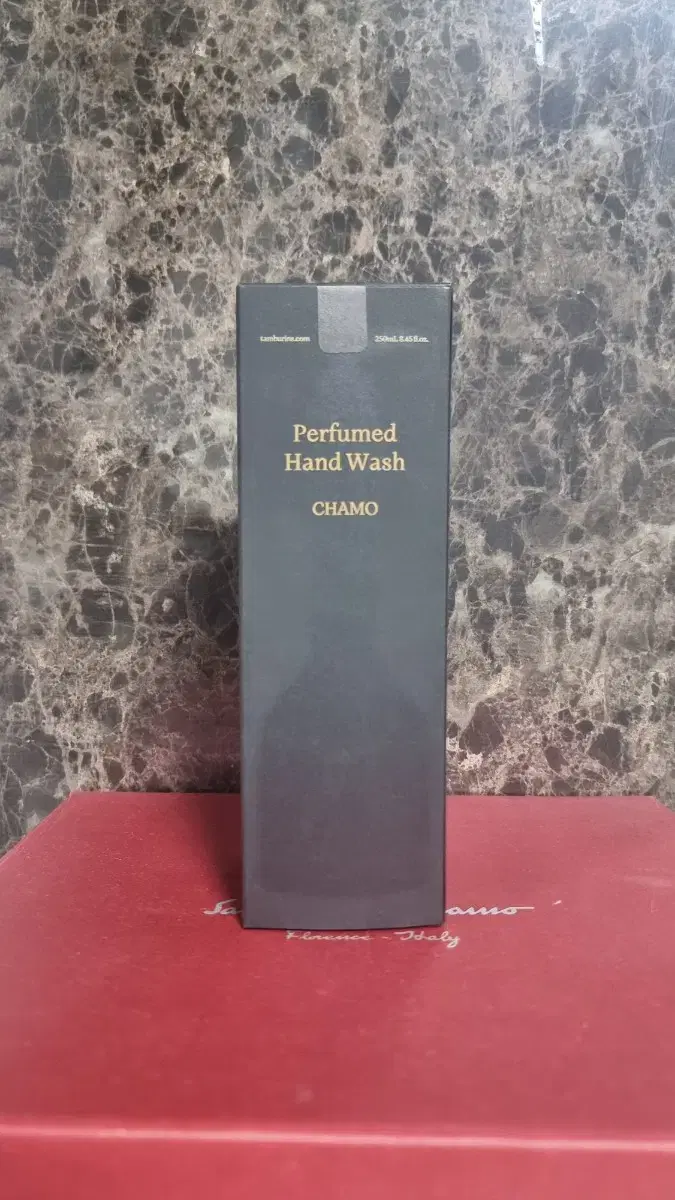 tamburins.com
250mL 8.45 fl oz.
Perfumed
Hand Wash
CHAMO
Florence - Italy